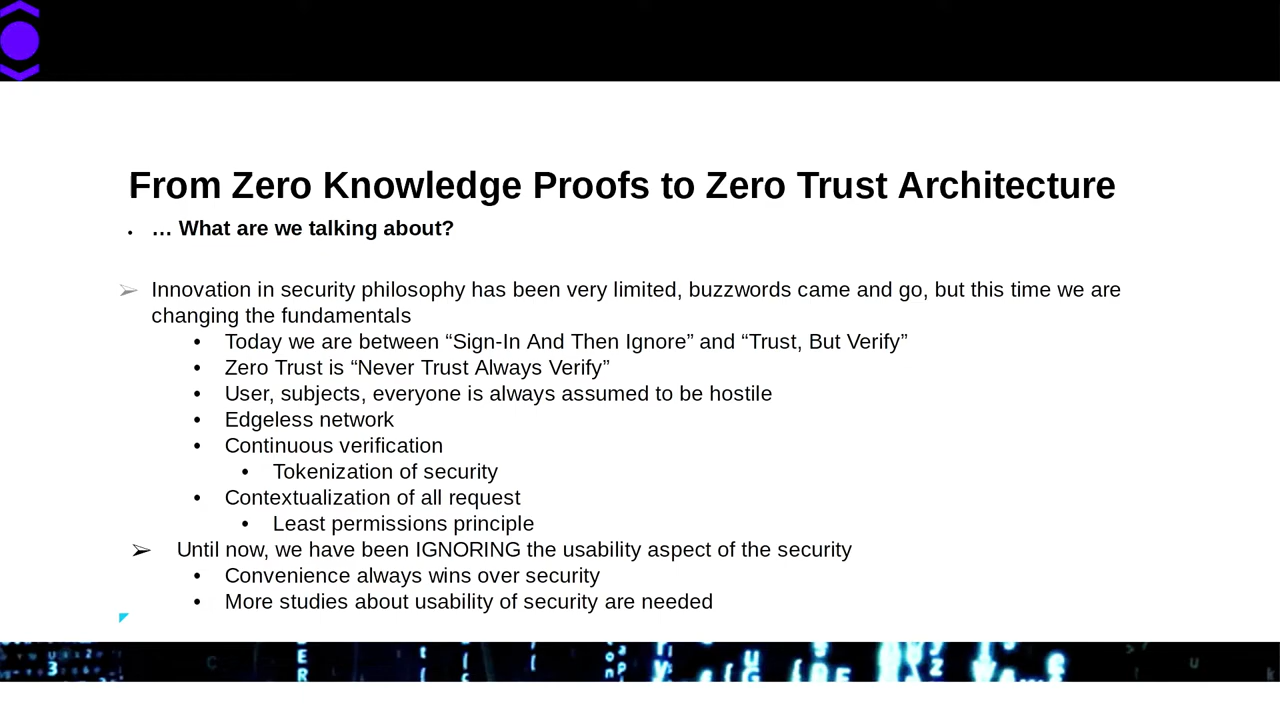 From Zero Knowledge Proofs to Zero Trust Architecture
• … What are we talking about?
➢ Innovation in security philosophy has been very limited, buzzwords came and go, but this time we are
changing the fundamentals
• Today we are between “Sign-In And Then Ignore” and “Trust, But Verify”
• Zero Trust is “Never Trust Always Verify”
• User, subjects, everyone is always assumed to be hostile
• Edgeless network
• Continuous verification
• Tokenization of security
• Contextualization of all request
• Least permissions principle
➢ Until now, we have been IGNORING the usability aspect of the security
• Convenience always wins over security
• More studies about usability of security are needed